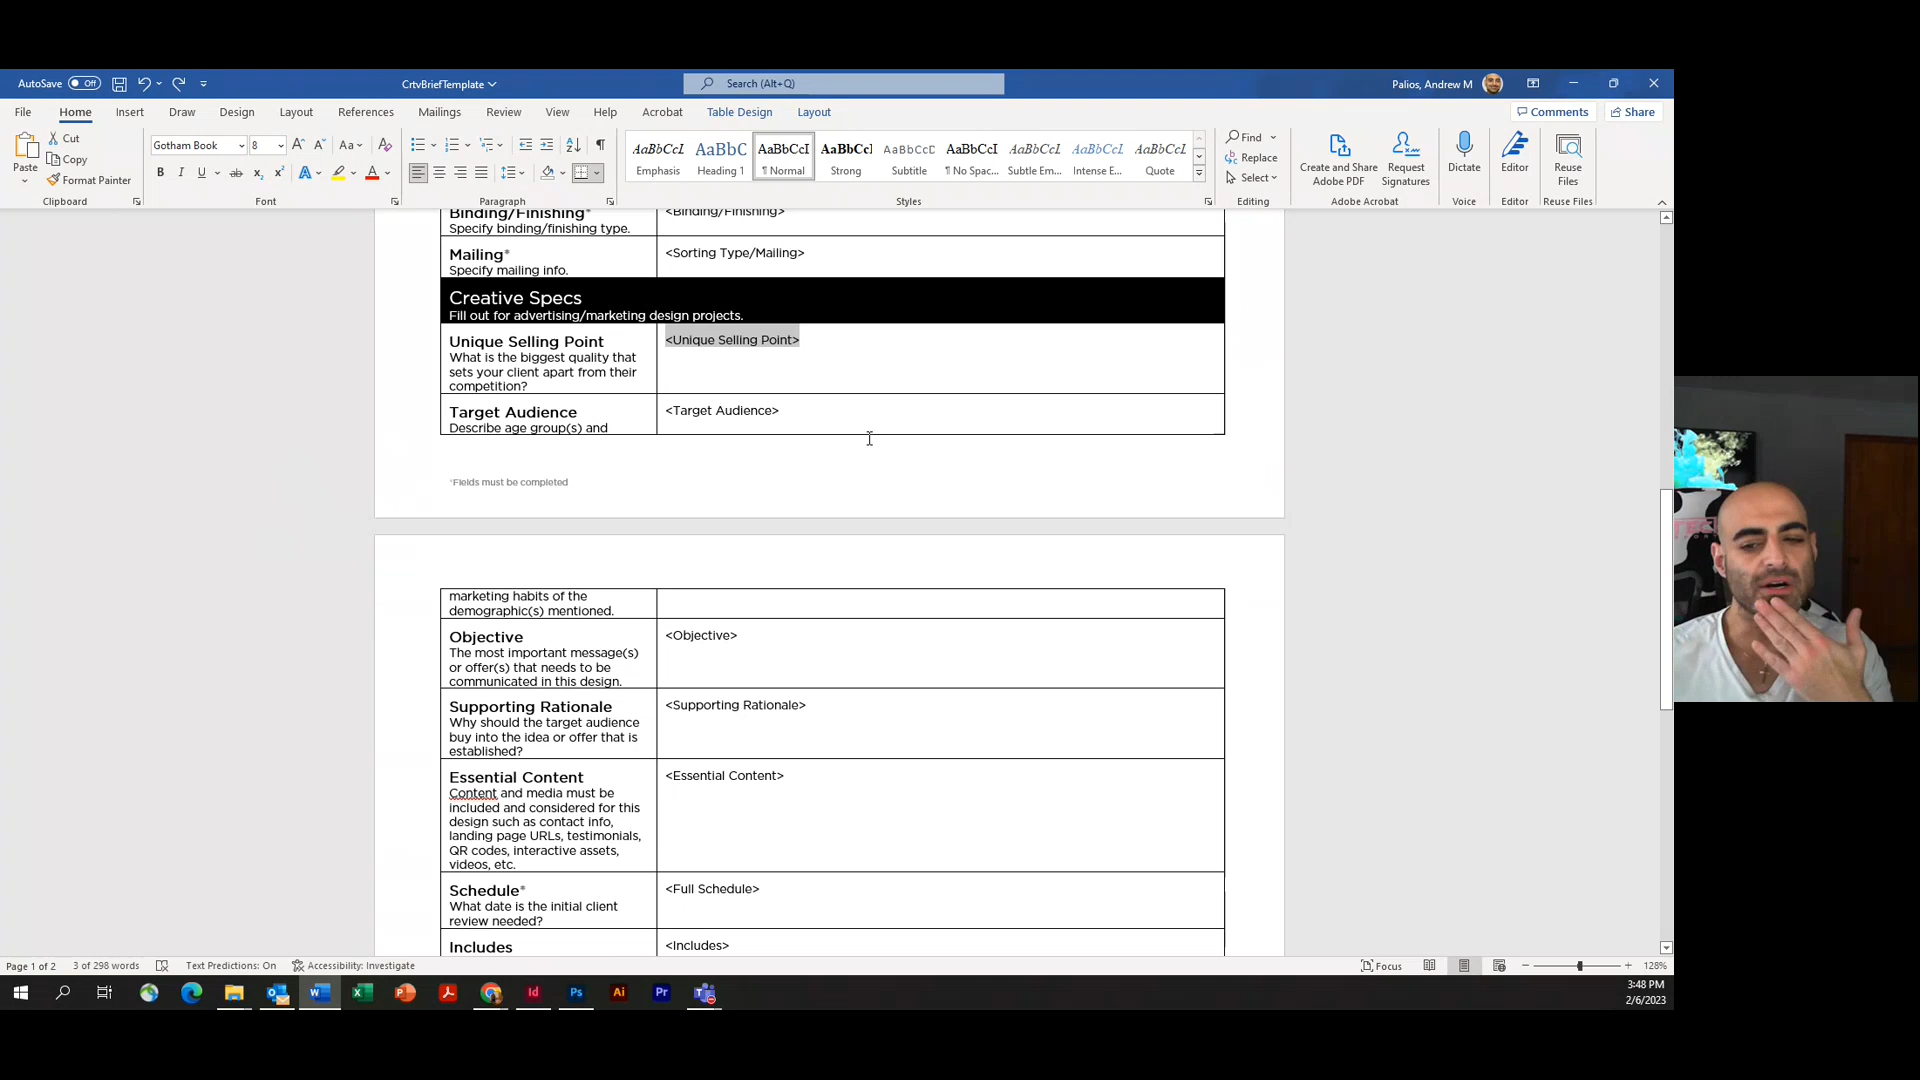 AutoSave Off
CrtvBriefTemplate
Search (Alt+Q)
Palios, Andrew M
File Home Insert Draw Design Layout References Mailings Review View Help Acrobat Table Design Layout
Comments Share
Paste
Cut
Copy
Format Painter
Clipboard
Gotham Book 8
Font
Paragraph
AaBbCcL AaBbC AaBbCcI AaBbCcI AaBbCcD AaBbCcI AaBbCcL AaBbCcL AaBbCcL
Emphasis Heading 1 ¶ Normal Strong Subtitle ¶ No Spac... Subtle Em... Intense E... Quote
Styles
Find
Replace
Select
Editing
Create and Share
Adobe PDF
Request
Signatures
Adobe Acrobat
Dictate
Voice
Editor
Editor
Reuse
Files
Reuse Files
Binding/Finishing*
Specify binding/finishing type.
<Binding/Finishing>
Mailing*
Specify mailing info.
<Sorting Type/Mailing>
Creative Specs
Fill out for advertising/marketing design projects.
Unique Selling Point
What is the biggest quality that
sets your client apart from their
competition?
<Unique Selling Point>
Target Audience
Describe age group(s) and
<Target Audience>
*Fields must be completed
marketing habits of the
demographic(s) mentioned.
Objective
The most important message(s)
or offer(s) that needs to be
communicated in this design.
<Objective>
Supporting Rationale
Why should the target audience
buy into the idea or offer that is
established?
<Supporting Rationale>
Essential Content
Content and media must be
included and considered for this
design such as contact info,
landing page URLs, testimonials,
QR codes, interactive assets,
videos, etc.
<Essential Content>
Schedule*
What date is the initial client
review needed?
<Full Schedule>
Includes
<Includes>
Page 1 of 2 3 of 298 words Text Predictions: On Accessibility: Investigate
Focus 128%
3:48 PM
2/6/2023